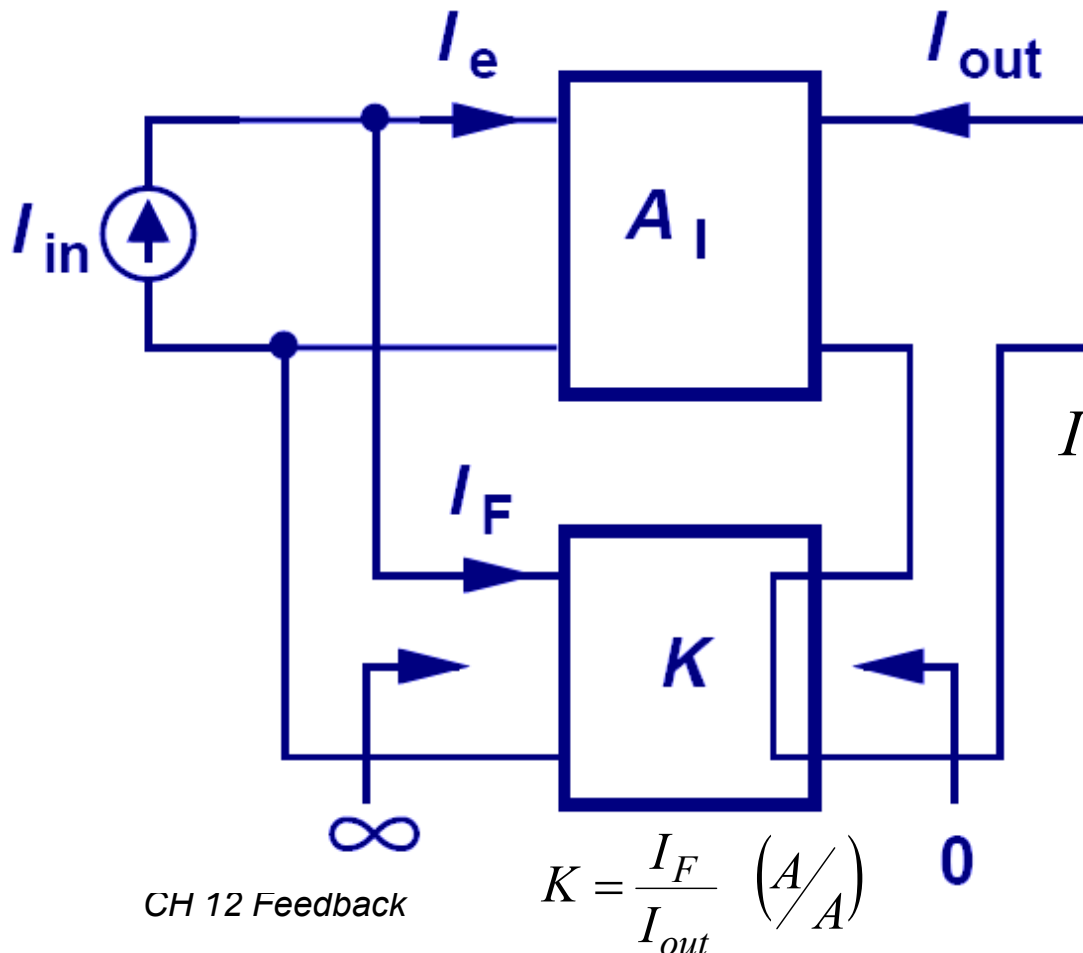 I_e
I_out
I_in
A_I
I
I_F
K
∞
0
K = I_F / I_out (A/A)
CH 12 Feedback